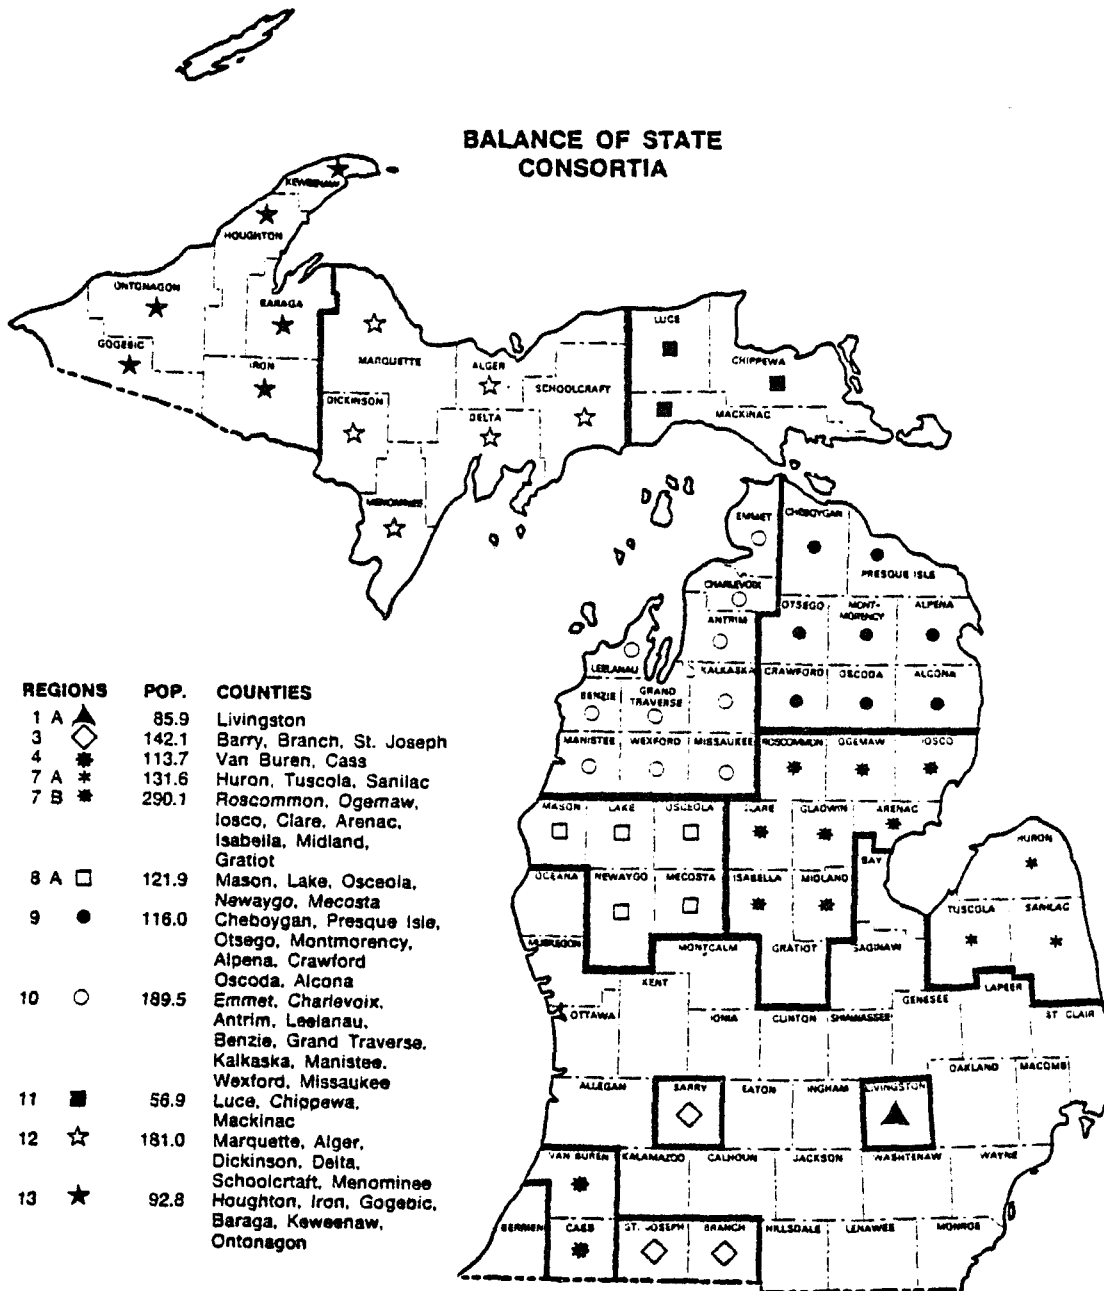 BALANCE OF STATE
CONSORTIA
KEWEENAW
HOUGHTON
ONTONAGON
BARAGA
GOGEBIC
IRON
MARQUETTE
DICKINSON
ALGER
SCHOOLCRAFT
DELTA
MENOMINEE
LUCE
CHIPPEWA
MACKINAC
EMMET
CHEBOYGAN
PRESQUE ISLE
CHARLEVOIX
OTSEGO
MONT-
MORENCY
ALPENA
ANTRIM
LEELANAU
KALKASKA
CRAWFORD
OSCODA
ALCONA
BENZIE
GRAND
TRAVERSE
MANISTEE
WEXFORD
MISSAUKEE
ROSCOMMON
OGEMAW
IOSCO
MASON
LAKE
OSCEOLA
CLARE
GLADWIN
ARENAC
HURON
BAY
OCEANA
NEWAYGO
MECOSTA
ISABELLA
MIDLAND
TUSCOLA
SANILAC
MUSKEGON
MONTCALM
GRATIOT
SAGINAW
KENT
GENESEE
LAPEER
OTTAWA
IONIA
CLINTON
SHIAWASSEE
ST. CLAIR
OAKLAND
MACOMB
ALLEGAN
BARRY
EATON
INGHAM
LIVINGSTON
VAN BUREN
KALAMAZOO
CALHOUN
JACKSON
WASHTENAW
WAYNE
BERRIEN
CASS
ST. JOSEPH
BRANCH
HILLSDALE
LENAWEE
MONROE
REGIONS POP. COUNTIES
1 A 85.9 Livingston
3 142.1 Barry, Branch, St. Joseph
4 113.7 Van Buren, Cass
7 A 131.6 Huron, Tuscola, Sanilac
7 B 290.1 Roscommon, Ogemaw,
Iosco, Clare, Arenac,
Isabella, Midland,
Gratiot
8 A 121.9 Mason, Lake, Osceola,
Newaygo, Mecosta
9 116.0 Cheboygan, Presque Isle,
Otsego, Montmorency,
Alpena, Crawford
Oscoda, Alcona
10 189.5 Emmet, Charlevoix,
Antrim, Leelanau,
Benzie, Grand Traverse,
Kalkaska, Manistee,
Wexford, Missaukee
11 56.9 Luce, Chippewa,
Mackinac
12 181.0 Marquette, Alger,
Dickinson, Delta,
Schoolcrtaft, Menominee
13 92.8 Houghton, Iron, Gogebic,
Baraga, Keweenaw,
Ontonagon